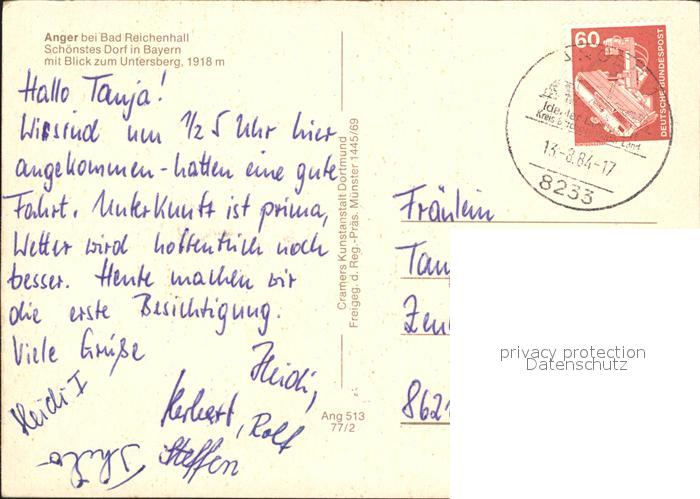 Anger bei Bad Reichenhall
Schönstes Dorf in Bayern
mit Blick zum Untersberg, 1918 m
Hallo Tanja!
Wir sind um 1/2 5 Uhr hier
angekommen - hatten eine gute
Fahrt. Unterkunft ist prima,
Wetter wird hoffentlich noch
besser. Heute machen wir
die erste Besichtigung.
Viele Grüße
Heidi,
Heidi I
Herbert, Rolf
Steffen
Cramers Kunstanstalt Dortmund
Freigeg. d. Reg.-Präs. Münster 1445/69
Ang 513
77/2
60
DEUTSCHE BUNDESPOST
13-8.84-17
8233
Fräulein
Tan
Zen
862
privacy protection
Datenschutz